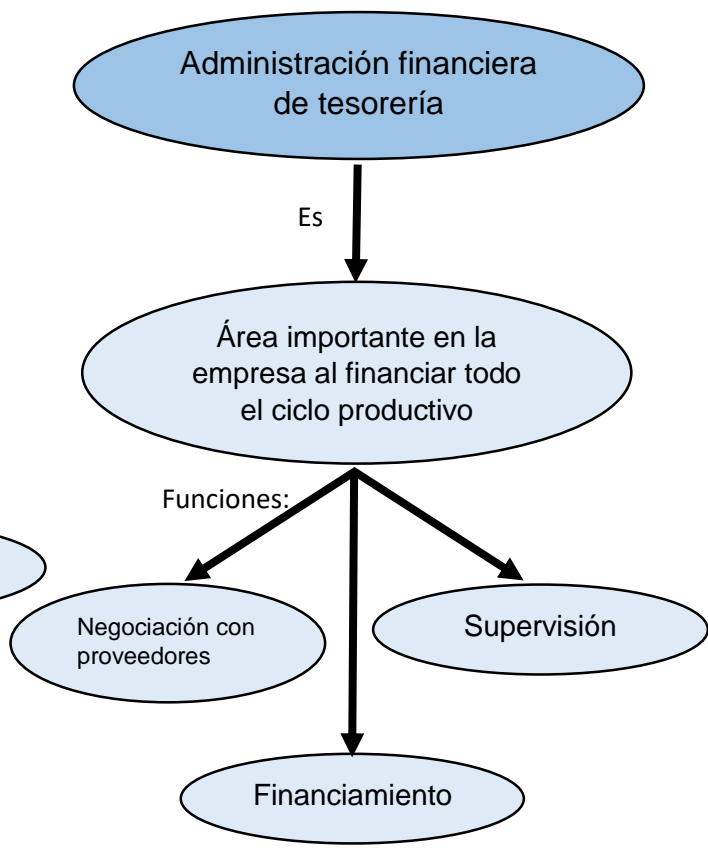 Administración financiera
de tesorería
Es
Área importante en la
empresa al financiar todo
el ciclo productivo
Funciones:
Negociación con
proveedores
Supervisión
Financiamiento